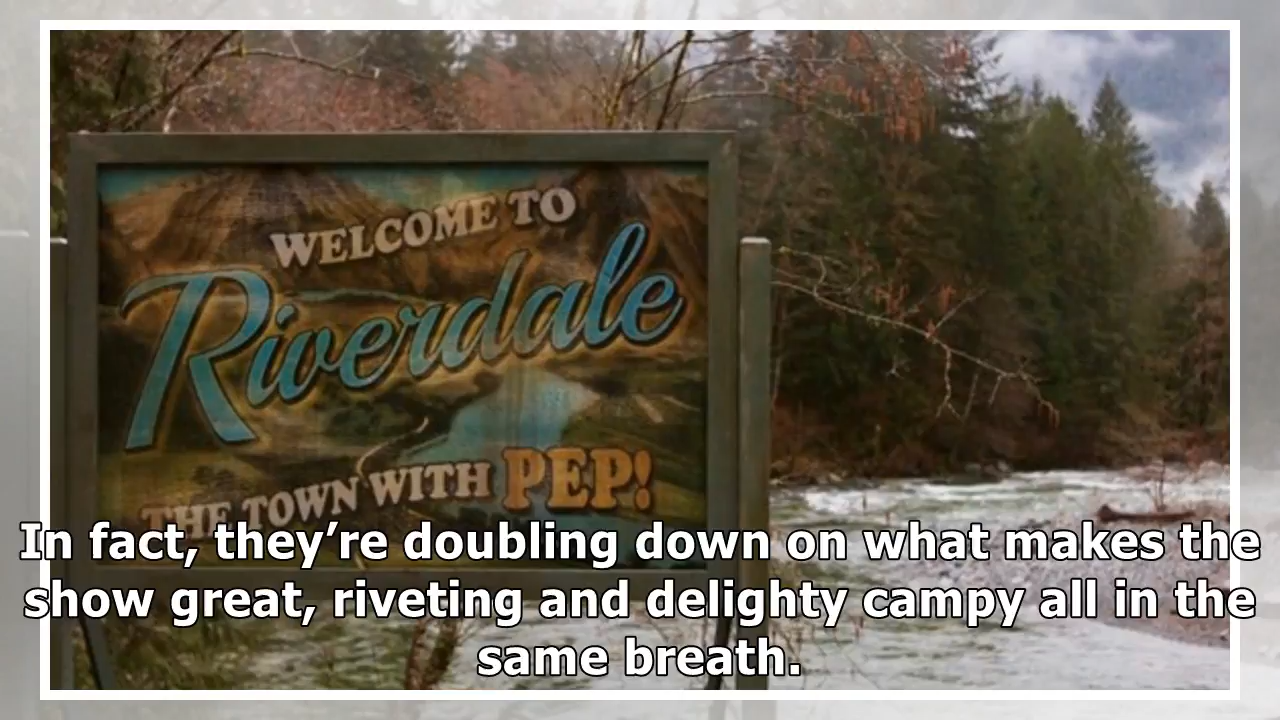 WELCOME TO
Riverdale
THE TOWN WITH PEP!
In fact, they’re doubling down on what makes the
show great, riveting and delighty campy all in the
same breath.